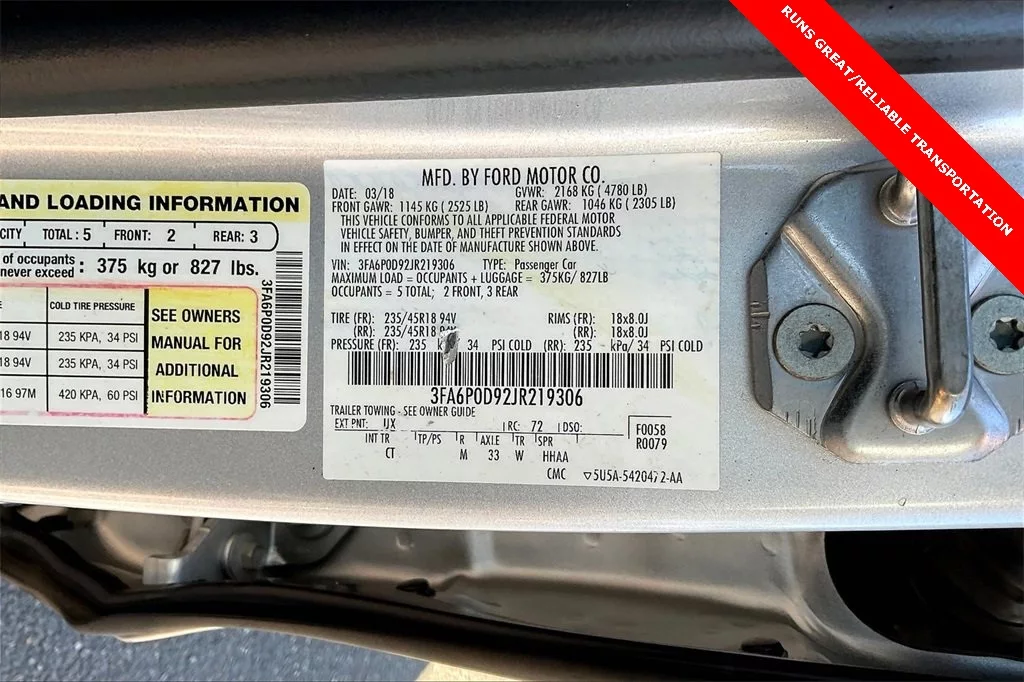 RUNS GREAT/RELIABLE TRANSPORTATION
AND LOADING INFORMATION
CITY TOTAL: 5 FRONT: 2 REAR: 3
of occupants
never exceed : 375 kg or 827 lbs.
COLD TIRE PRESSURE
18 94V 235 KPA, 34 PSI
18 94V 235 KPA, 34 PSI
16 97M 420 KPA, 60 PSI
SEE OWNERS
MANUAL FOR
ADDITIONAL
INFORMATION
3FA6P0D92JR219306
MFD. BY FORD MOTOR CO.
DATE: 03/18 GVWR: 2168 KG ( 4780 LB)
FRONT GAWR: 1145 KG ( 2525 LB) REAR GAWR: 1046 KG ( 2305 LB)
THIS VEHICLE CONFORMS TO ALL APPLICABLE FEDERAL MOTOR
VEHICLE SAFETY, BUMPER, AND THEFT PREVENTION STANDARDS
IN EFFECT ON THE DATE OF MANUFACTURE SHOWN ABOVE.
VIN: 3FA6P0D92JR219306 TYPE: Passenger Car
MAXIMUM LOAD = OCCUPANTS + LUGGAGE = 375KG/ 827LB
OCCUPANTS = 5 TOTAL; 2 FRONT, 3 REAR
TIRE (FR): 235/45R18 94V RIMS (FR): 18x8.0J
(RR): 235/45R18 94V (RR): 18x8.0J
PRESSURE (FR): 235 34 PSI COLD (RR): 235 kPa/ 34 PSI COLD
3FA6P0D92JR219306
TRAILER TOWING - SEE OWNER GUIDE
EXT PNT: UX RC: 72 DSO: F0058
INT TR TP/PS R AXLE TR SPR R0079
CT M 33 W HHAA
CMC ▽5U5A-5420472-AA